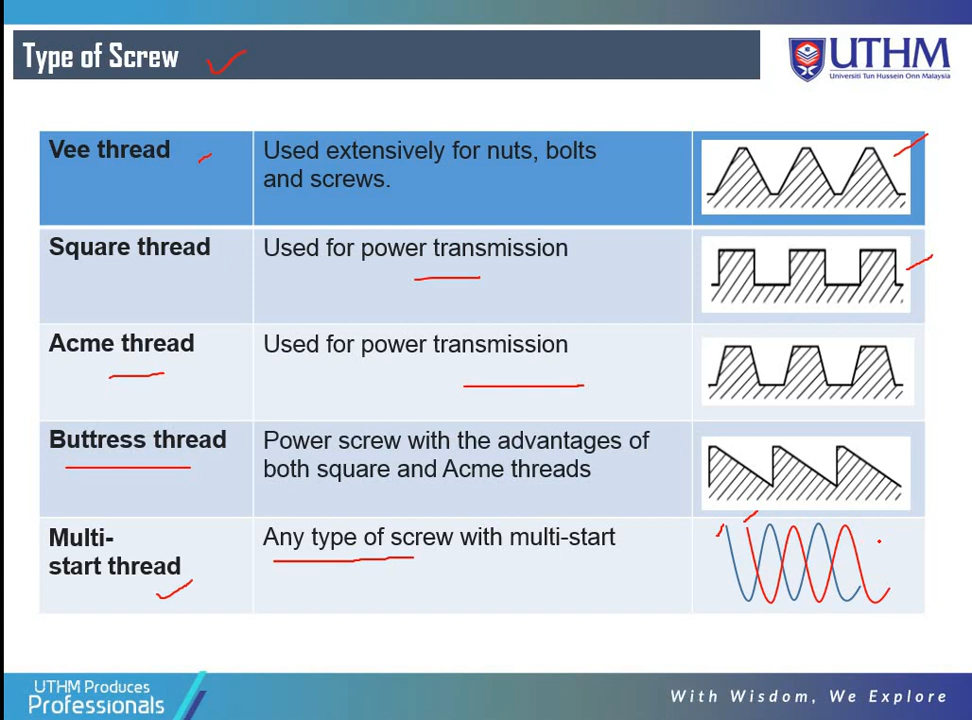 Type of Screw
UTHM
Universiti Tun Hussein Onn Malaysia
Vee thread
Used extensively for nuts, bolts
and screws.
Square thread
Used for power transmission
Acme thread
Used for power transmission
Buttress thread
Power screw with the advantages of
both square and Acme threads
Multi-
start thread
Any type of screw with multi-start
UTHM Produces
Professionals
With Wisdom, We Explore